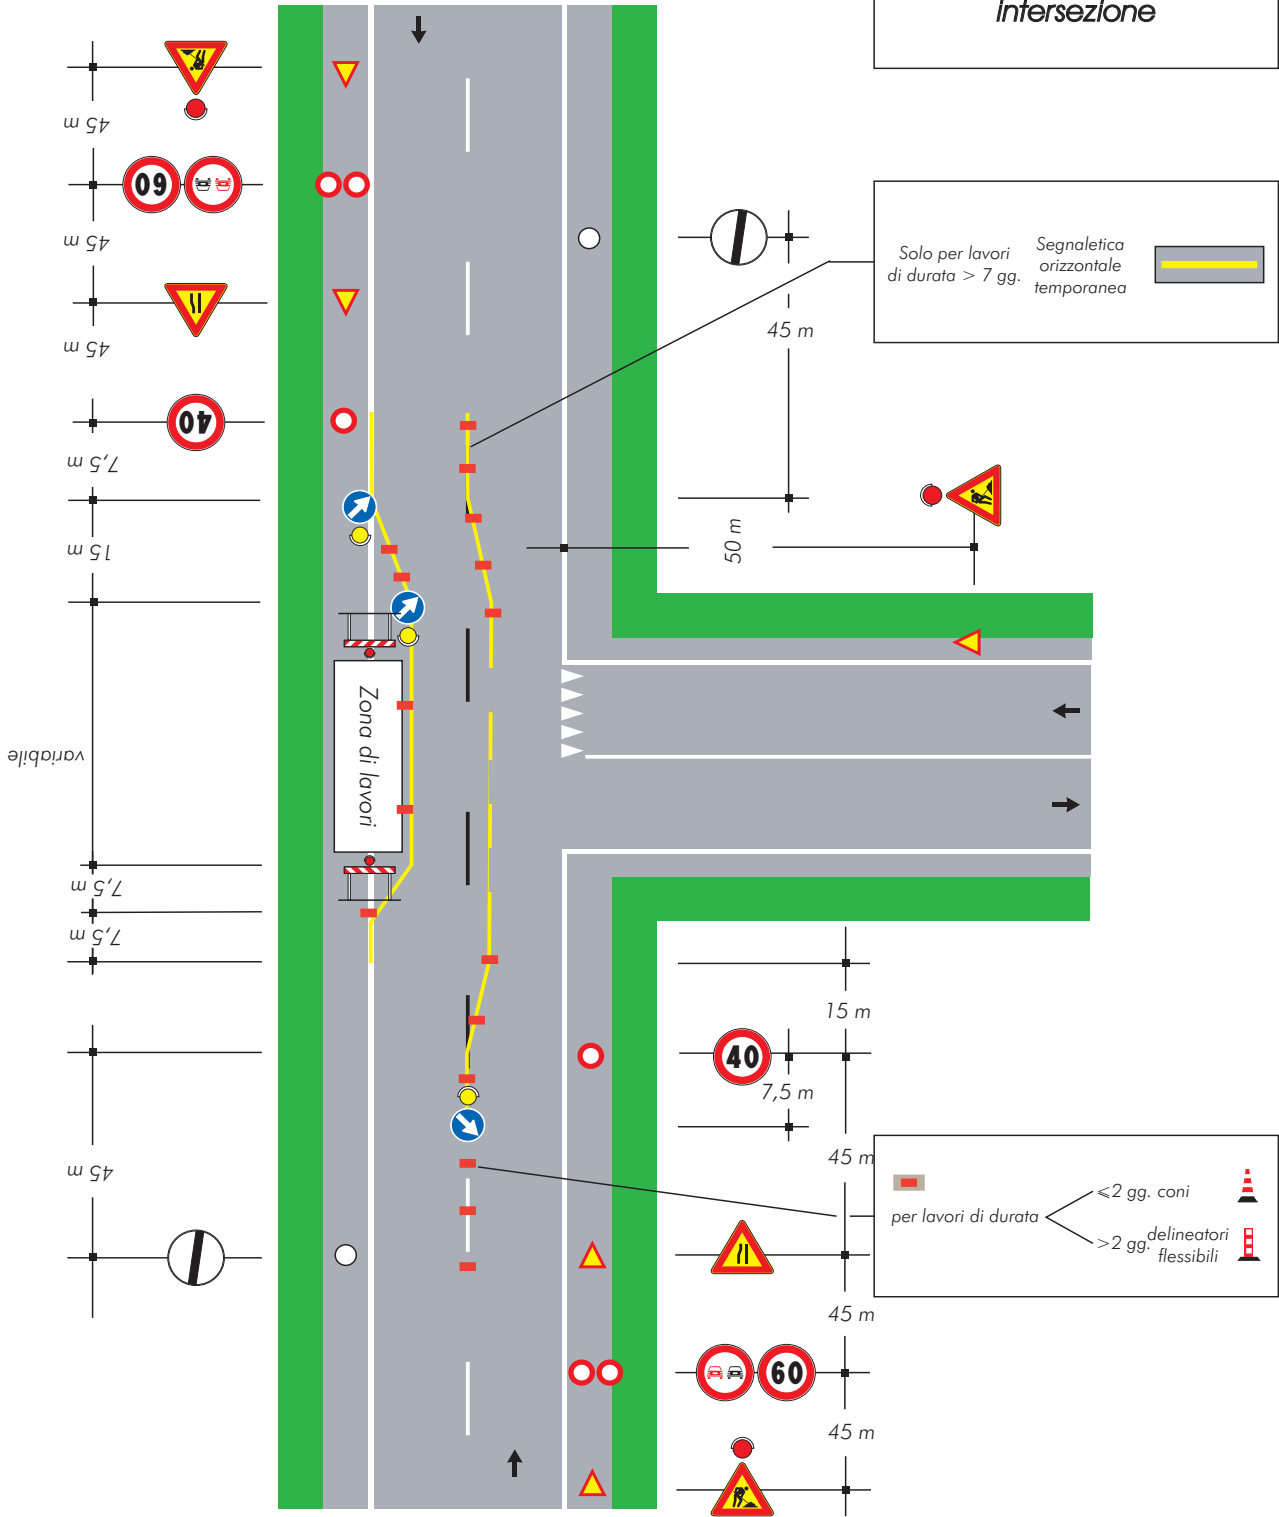 intersezione
45 m
60
45 m
45 m
40
7,5 m
15 m
variabile
7,5 m
7,5 m
45 m
Zona di lavori
45 m
50 m
Solo per lavori
di durata > 7 gg.
Segnaletica
orizzontale
temporanea
15 m
40
7,5 m
45 m
per lavori di durata
⩽2 gg. coni
>2 gg.
delineatori
flessibili
45 m
60
45 m